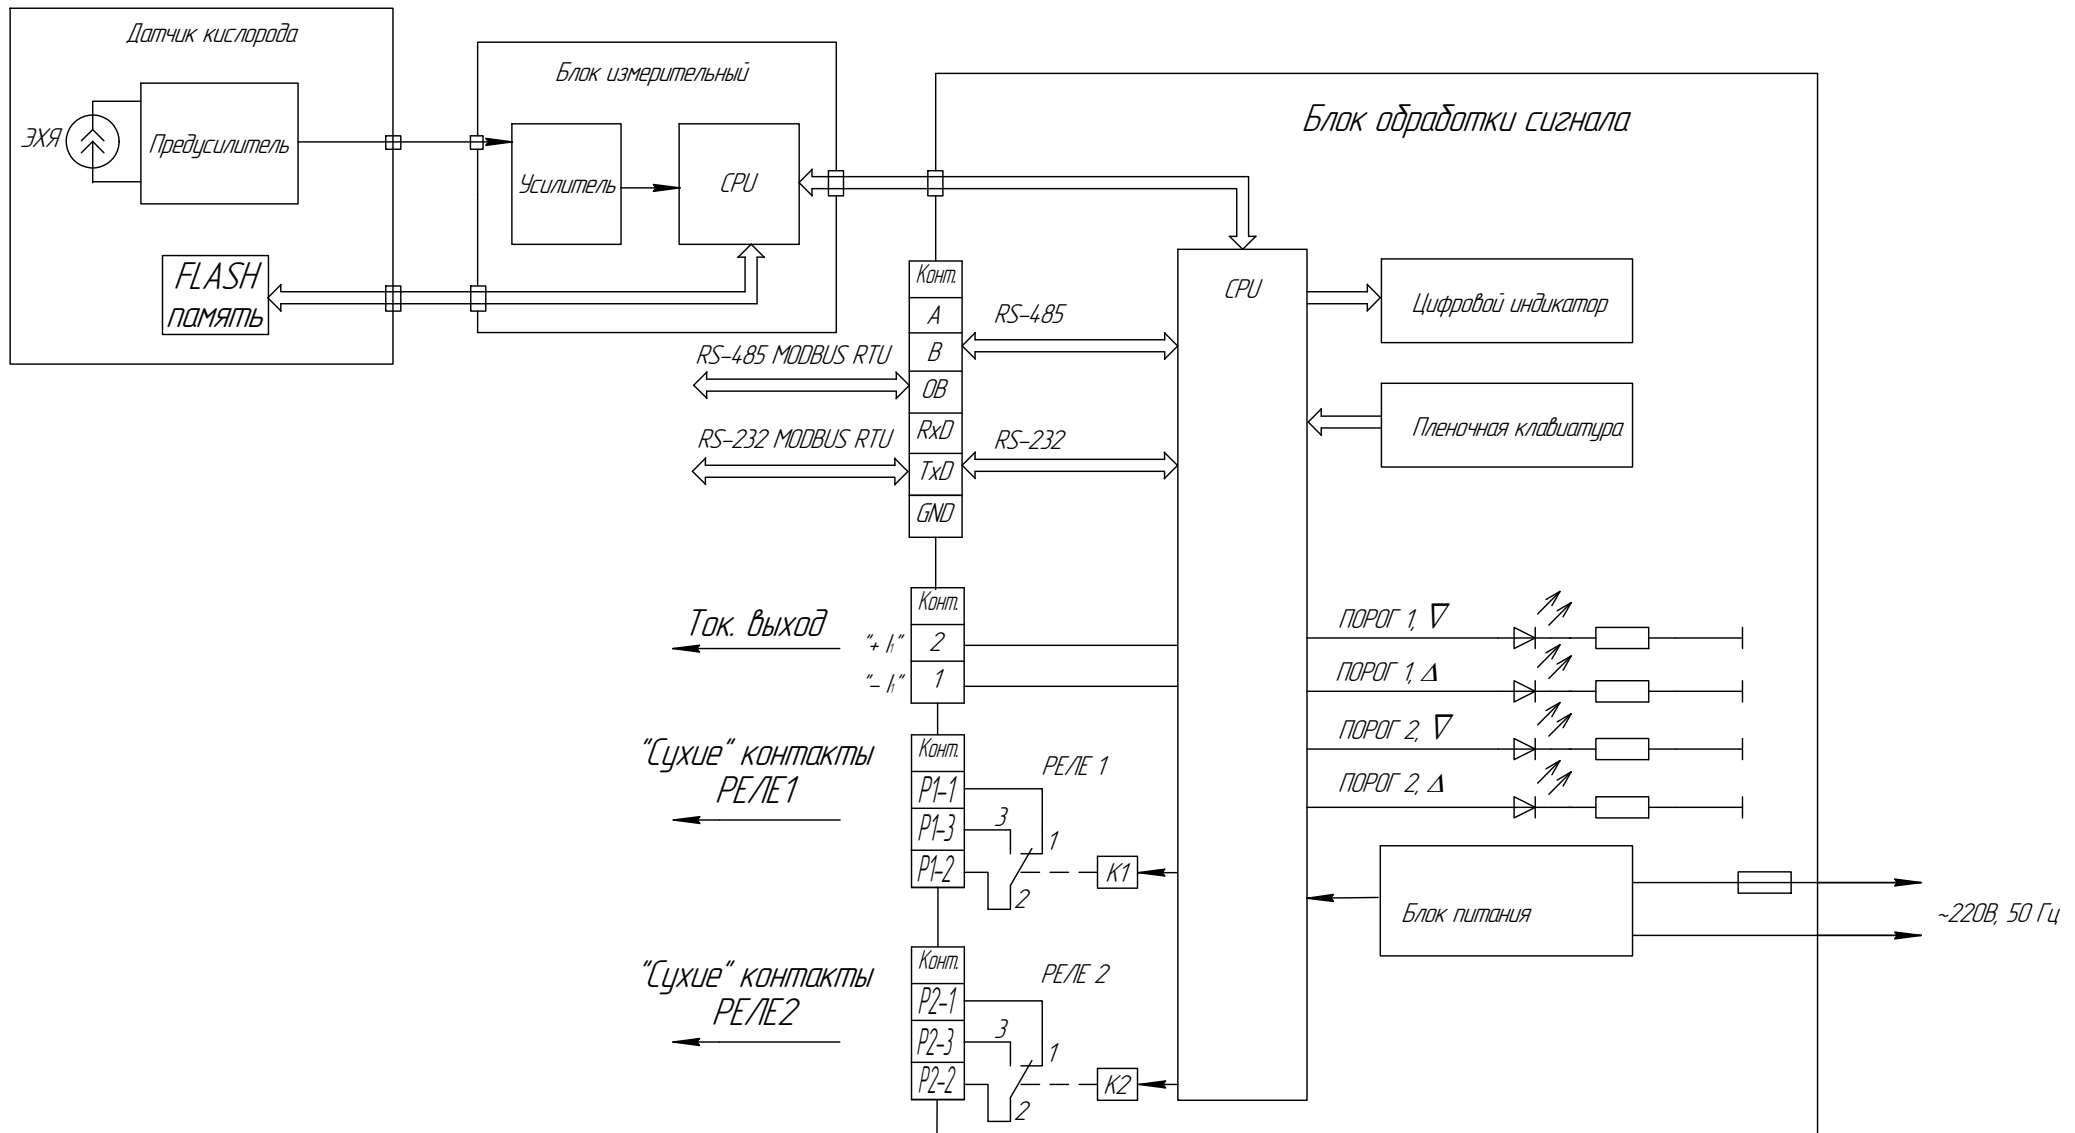 Датчик кислорода
ЭХЯ
Предусилитель
FLASH
память
Блок измерительный
Усилитель
CPU
Блок обработки сигнала
Конт.
A
B
OB
RxD
TxD
GND
RS-485 MODBUS RTU
RS-232 MODBUS RTU
RS-485
RS-232
CPU
Цифровой индикатор
Пленочная клавиатура
Ток. выход
"+ I1"
"- I1"
Конт.
2
1
ПОРОГ 1, ∇
ПОРОГ 1, Δ
ПОРОГ 2, ∇
ПОРОГ 2, Δ
"Сухие" контакты
РЕЛЕ1
Конт.
P1-1
P1-3
P1-2
РЕЛЕ 1
3
1
2
K1
Блок питания
~220В, 50 Гц
"Сухие" контакты
РЕЛЕ2
Конт.
P2-1
P2-3
P2-2
РЕЛЕ 2
3
1
2
K2